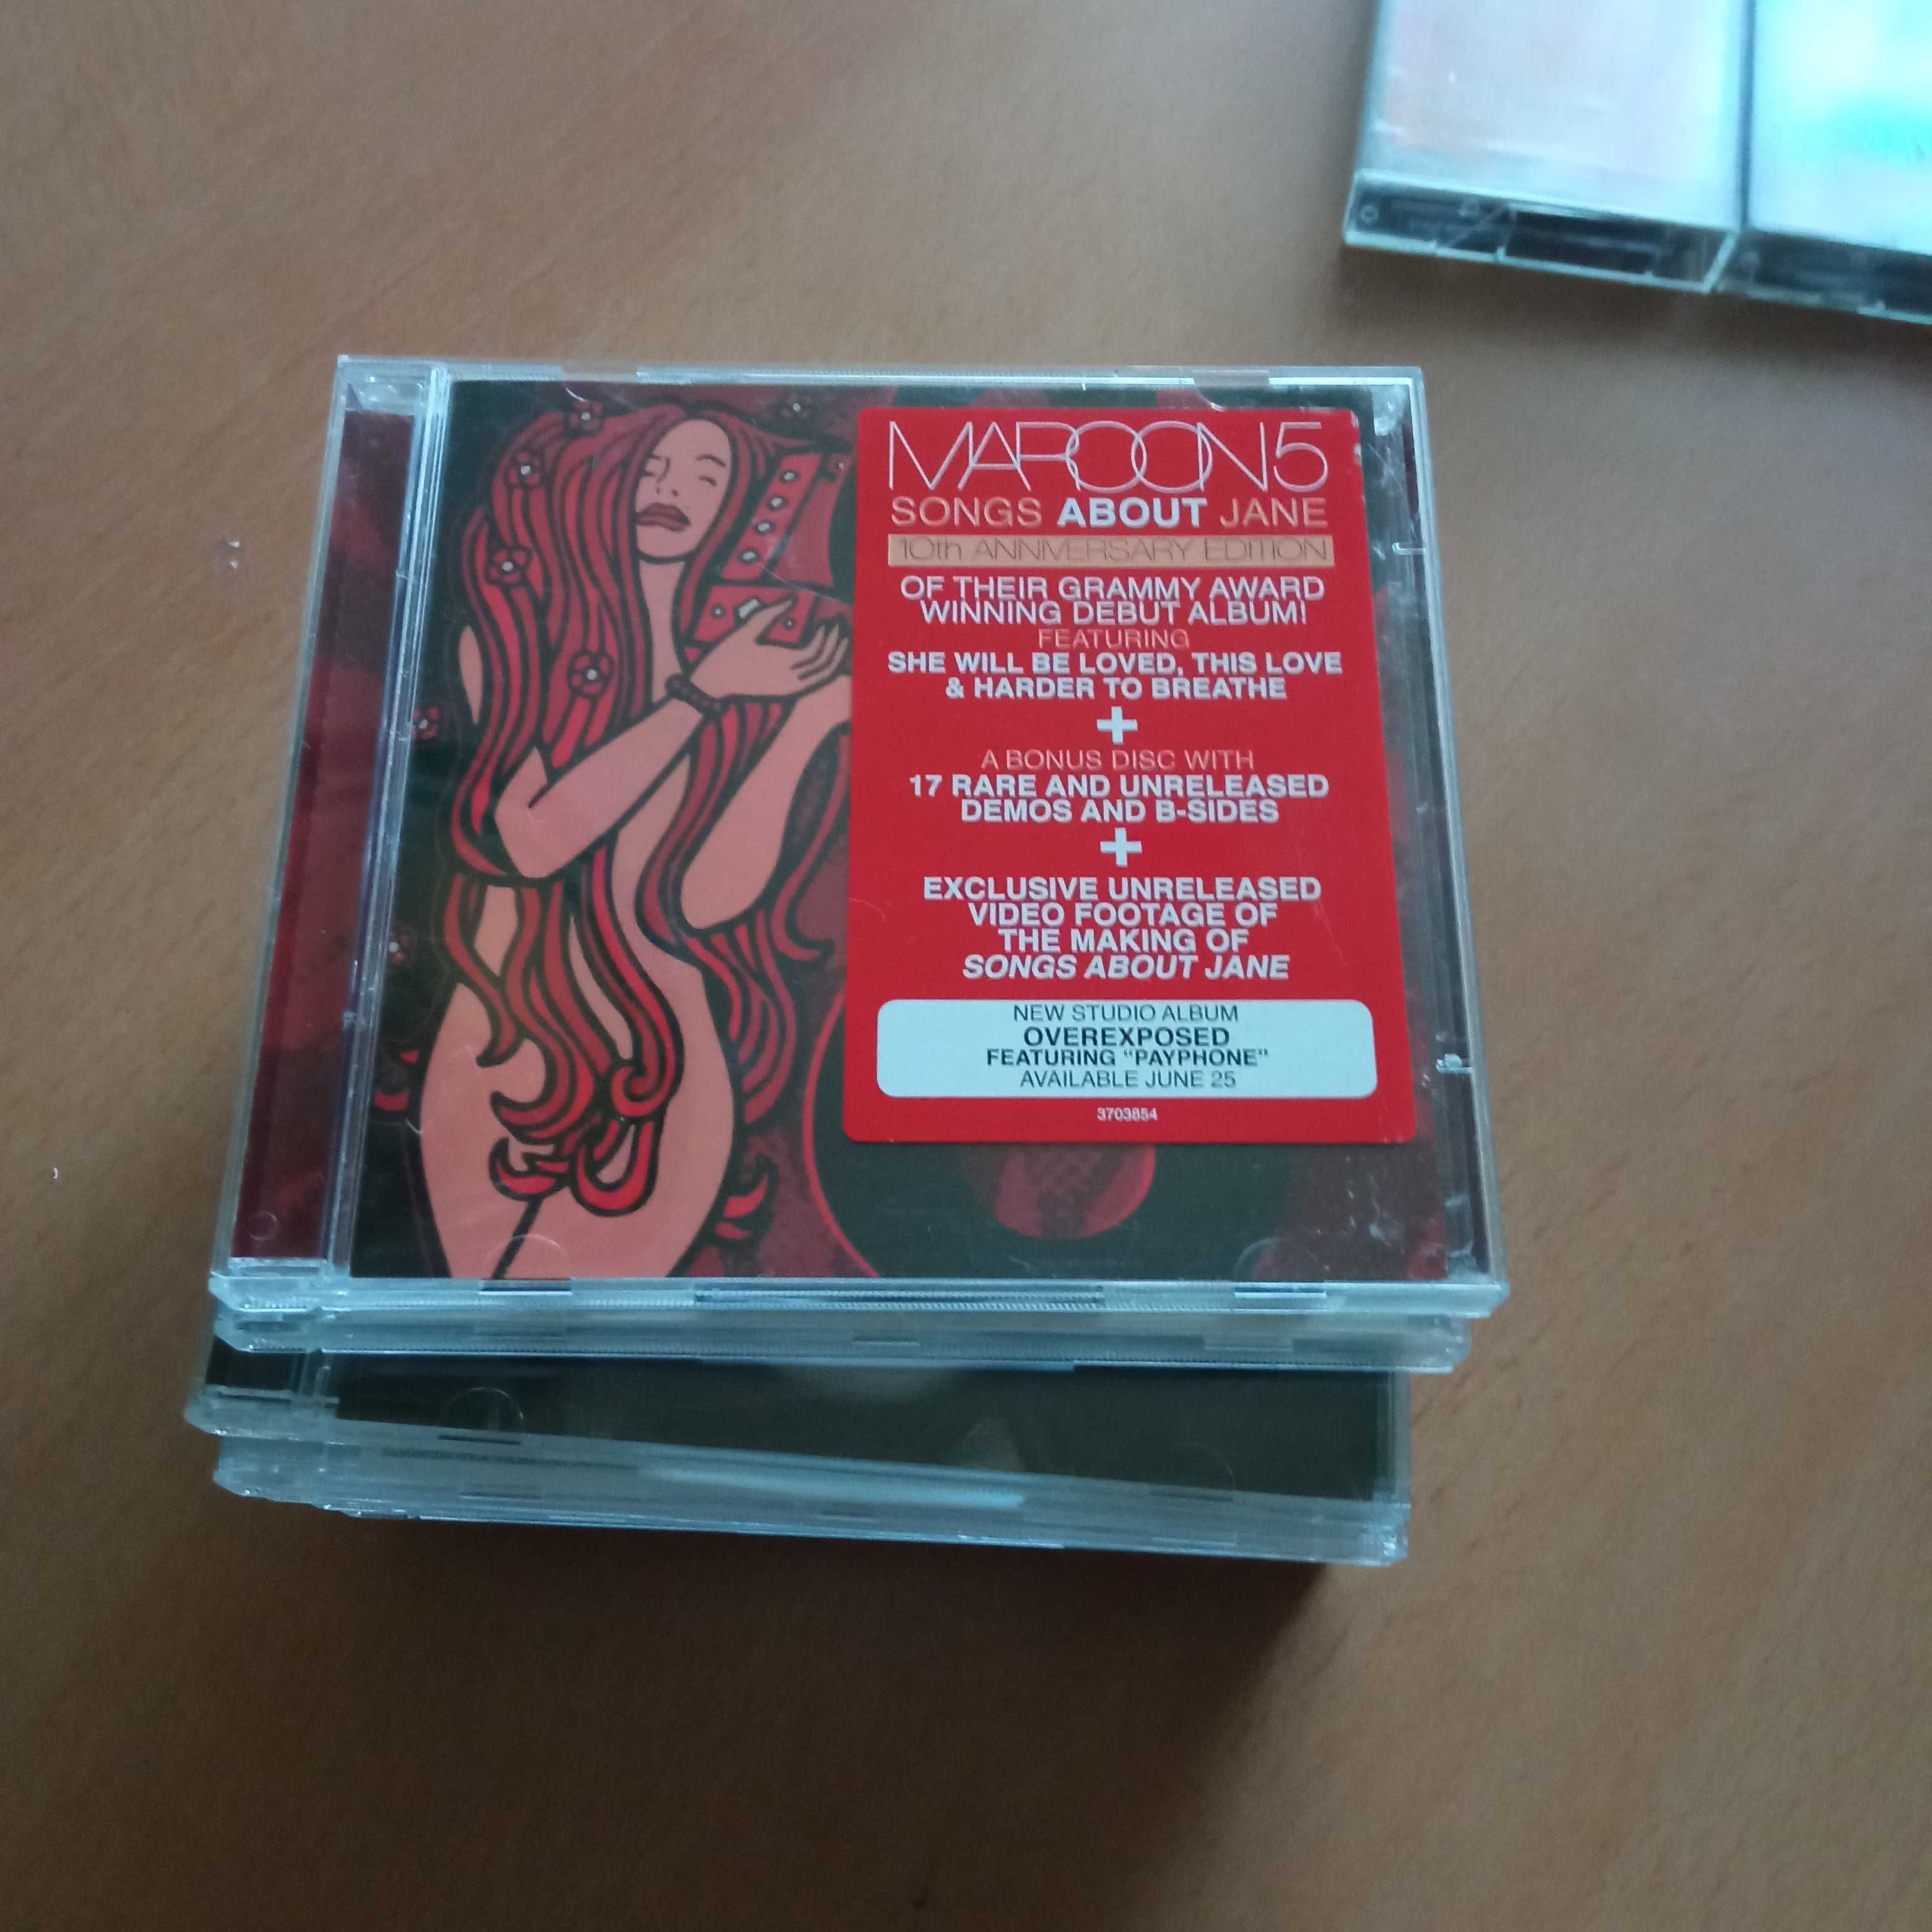 MAROON5
SONGS ABOUT JANE
10th ANNIVERSARY EDITION
OF THEIR GRAMMY AWARD
WINNING DEBUT ALBUM!
FEATURING
SHE WILL BE LOVED, THIS LOVE
& HARDER TO BREATHE
+
A BONUS DISC WITH
17 RARE AND UNRELEASED
DEMOS AND B-SIDES
+
EXCLUSIVE UNRELEASED
VIDEO FOOTAGE OF
THE MAKING OF
SONGS ABOUT JANE
NEW STUDIO ALBUM
OVEREXPOSED
FEATURING “PAYPHONE”
AVAILABLE JUNE 25
3703854